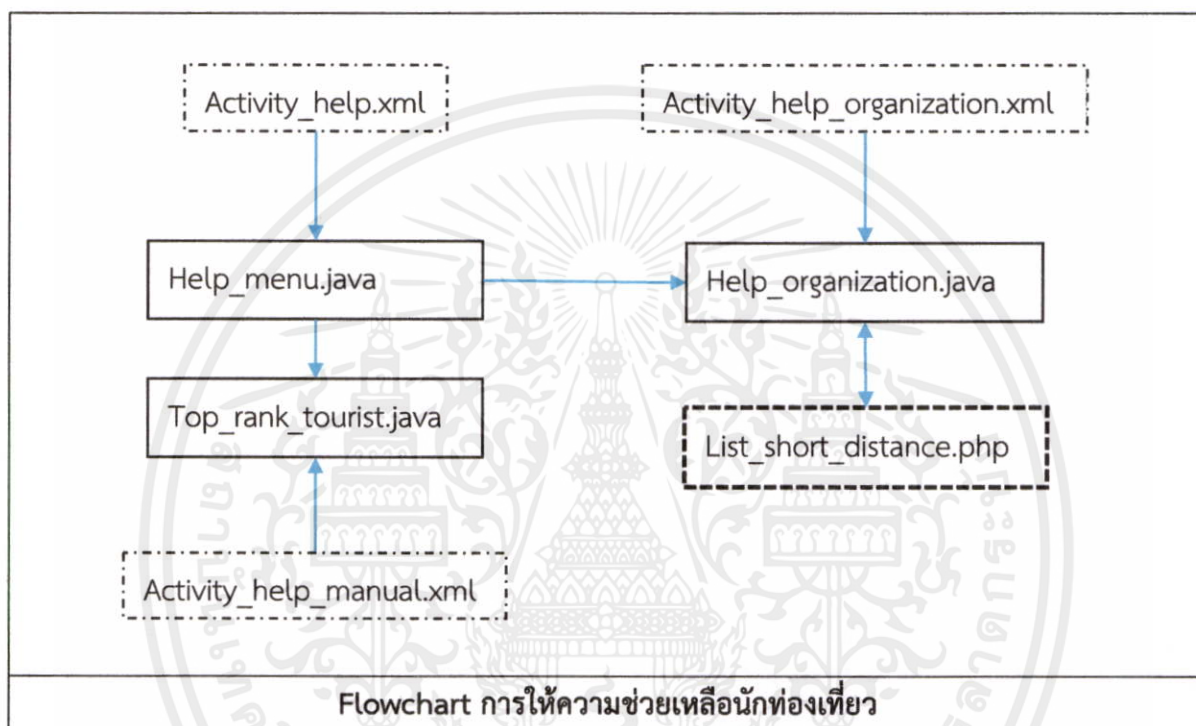 Activity_help.xml
Activity_help_organization.xml
Help_menu.java
Help_organization.java
Top_rank_tourist.java
List_short_distance.php
Activity_help_manual.xml
Flowchart การให้ความช่วยเหลือนักท่องเที่ยว